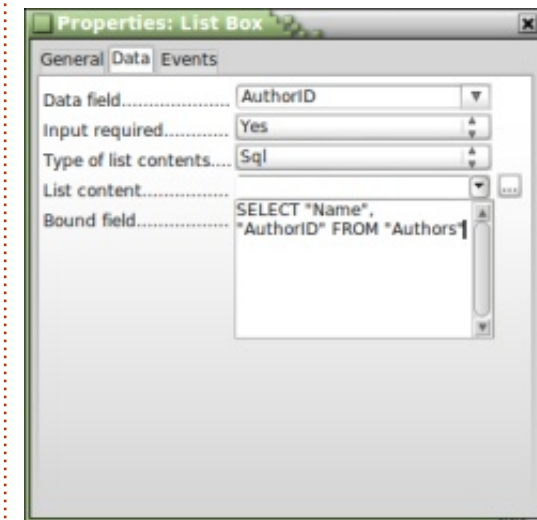 Properties: List Box
General Data Events
Data field..................... AuthorID
Input required............. Yes
Type of list contents.... Sql
List content.................
Bound field.................. SELECT "Name",
"AuthorID" FROM "Authors"